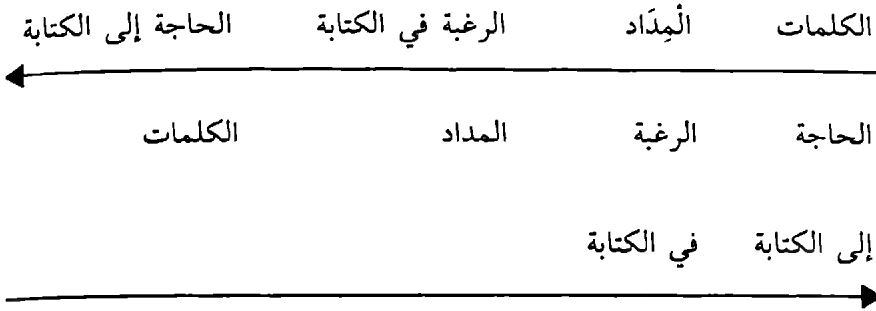 الكلمات الْمِدَاد الرغبة في الكتابة الحاجة إلى الكتابة
الحاجة الرغبة المداد الكلمات
إلى الكتابة في الكتابة